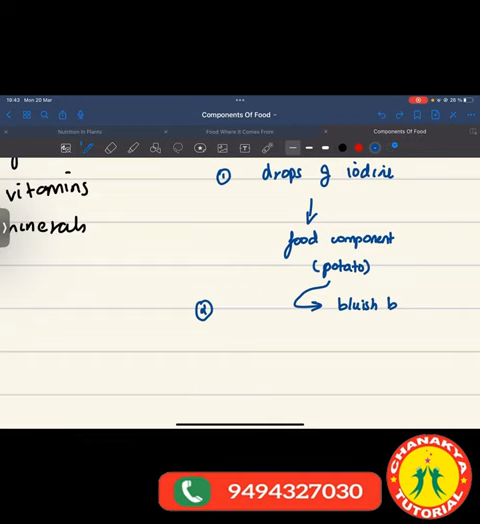 19:43 Mon 20 Mar
26 %
Components Of Food
Nutrition In Plants
Food Where It Comes From
Components Of Food
vitamins
minerals
① drops of iodine
food component
(potato)
② bluish b
9494327030
CHANAKYA
TUTORIAL